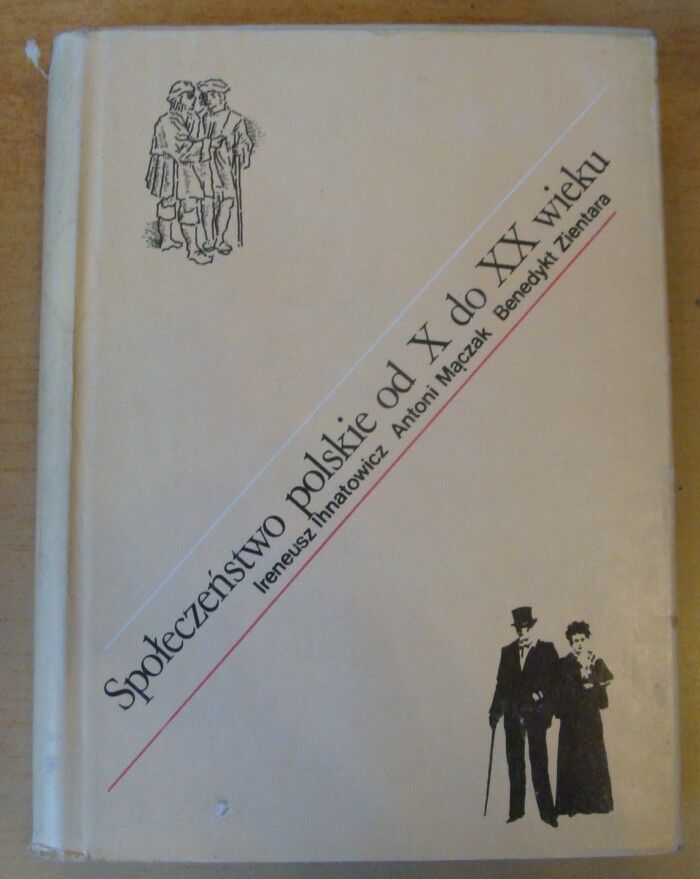 Społeczeństwo polskie od X do XX wieku
Ireneusz Ihnatowicz Antoni Mączak Benedykt Zientara